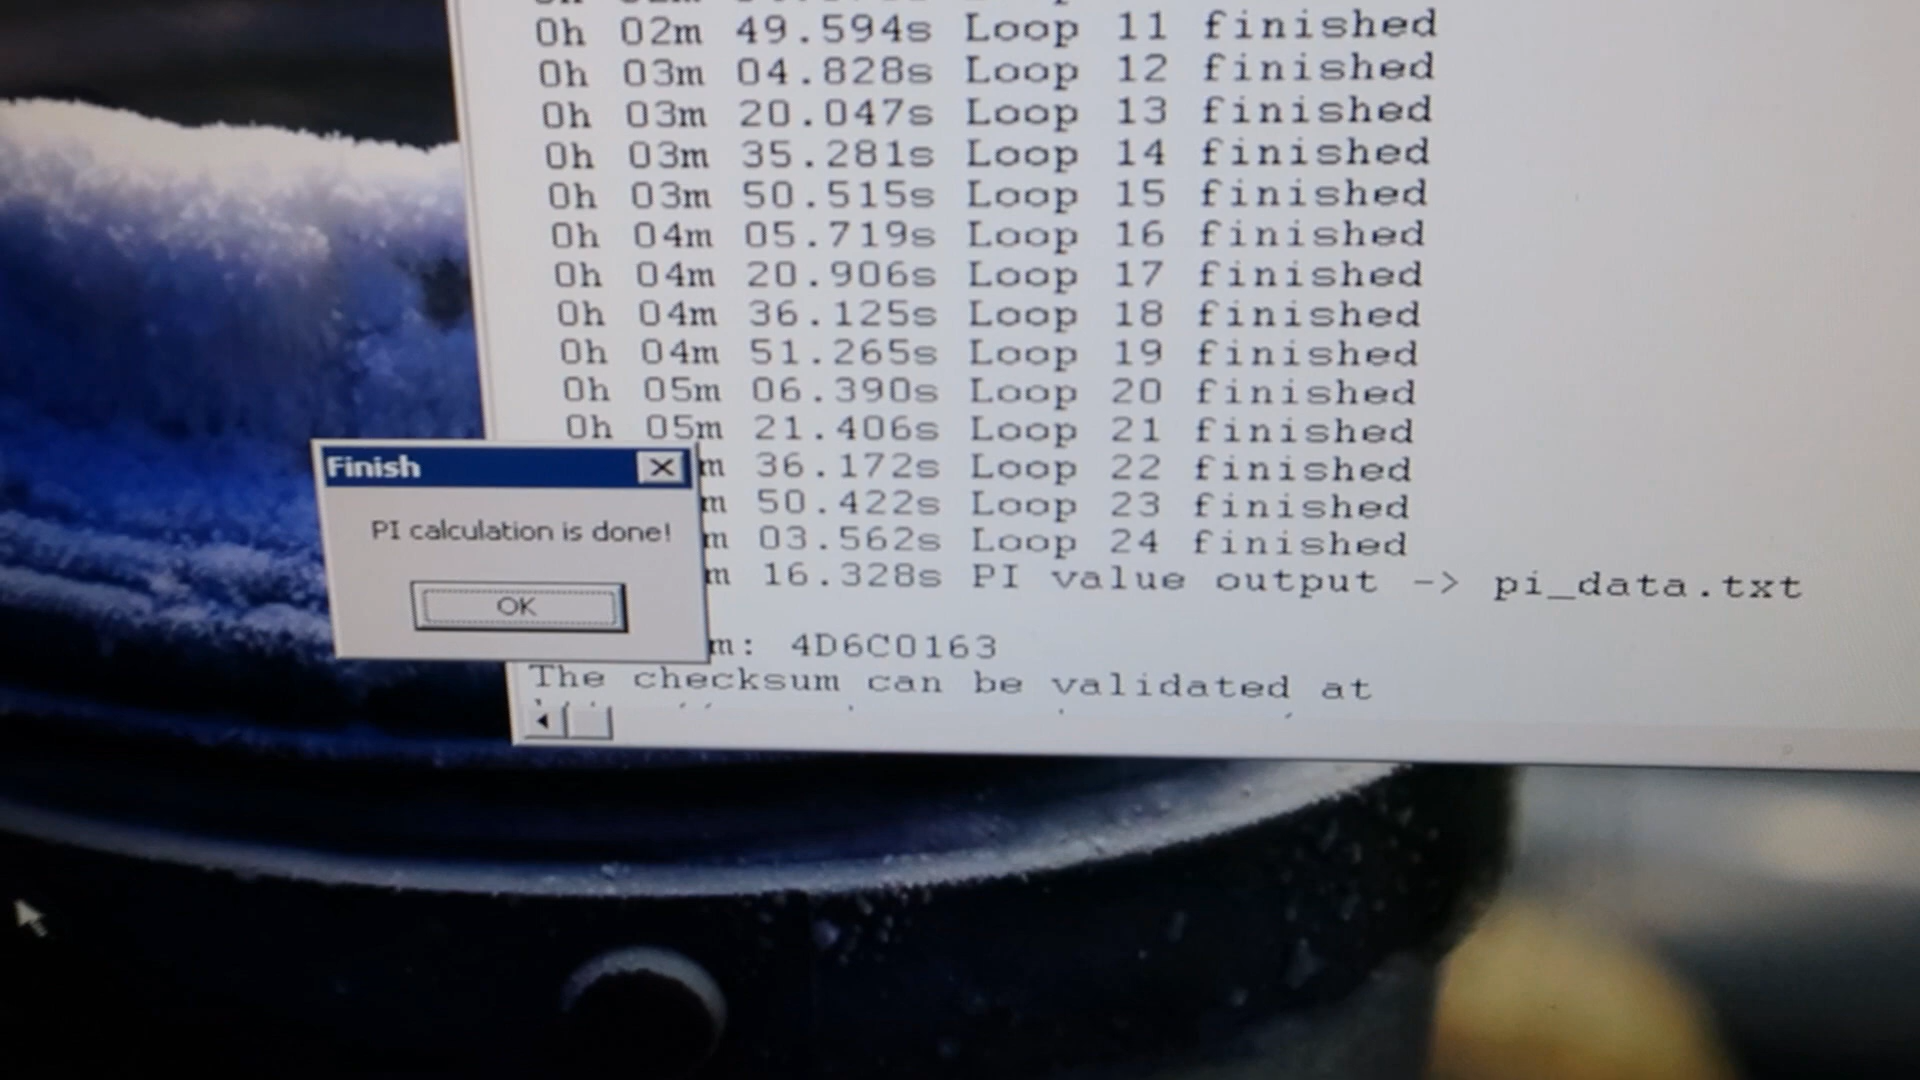 0h 02m 49.594s Loop 11 finished
0h 03m 04.828s Loop 12 finished
0h 03m 20.047s Loop 13 finished
0h 03m 35.281s Loop 14 finished
0h 03m 50.515s Loop 15 finished
0h 04m 05.719s Loop 16 finished
0h 04m 20.906s Loop 17 finished
0h 04m 36.125s Loop 18 finished
0h 04m 51.265s Loop 19 finished
0h 05m 06.390s Loop 20 finished
0h 05m 21.406s Loop 21 finished
m 36.172s Loop 22 finished
m 50.422s Loop 23 finished
m 03.562s Loop 24 finished
m 16.328s PI value output -> pi_data.txt
m: 4D6C0163
The checksum can be validated at
Finish
PI calculation is done!
OK